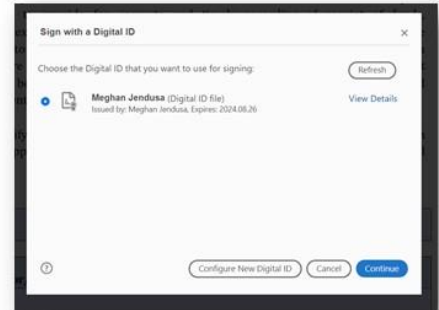 Sign with a Digital ID
Choose the Digital ID that you want to use for signing:
Refresh
Meghan Jendusa (Digital ID file)
View Details
Issued by: Meghan Jendusa, Expires: 2024.08.26
Configure New Digital ID
Cancel
Continue